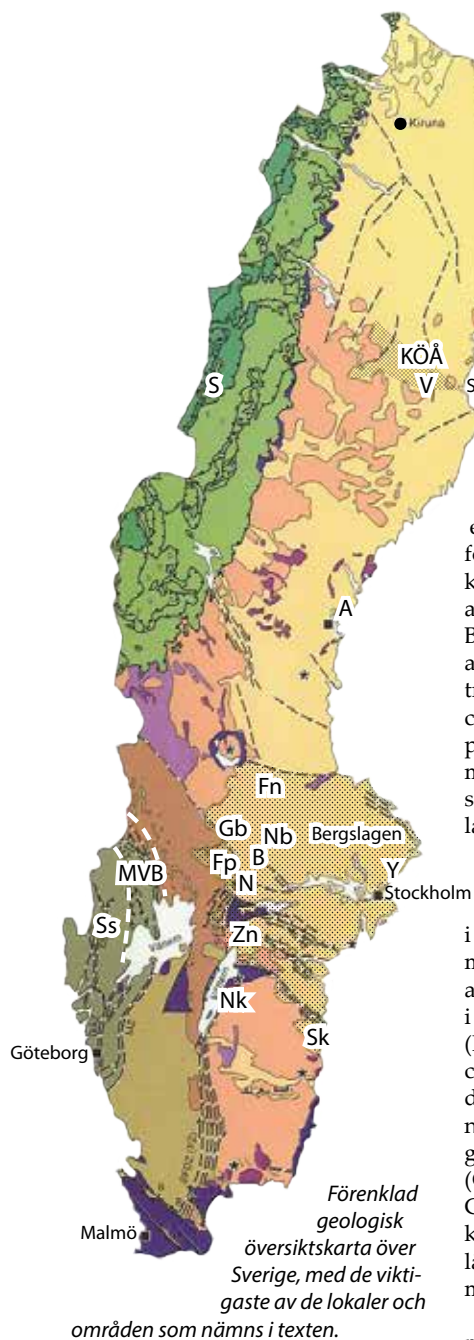 Kiruna
KÖÅ
V
S
S
A
Fn
Gb
Nb
Bergslagen
Fp
B
Y
MVB
N
Stockholm
Ss
Vänern
Zn
Nk
Göteborg
Sk
Malmö
Förenklad
geologisk
översiktskarta över
Sverige, med de vikti-
gaste av de lokaler och
områden som nämns i texten.